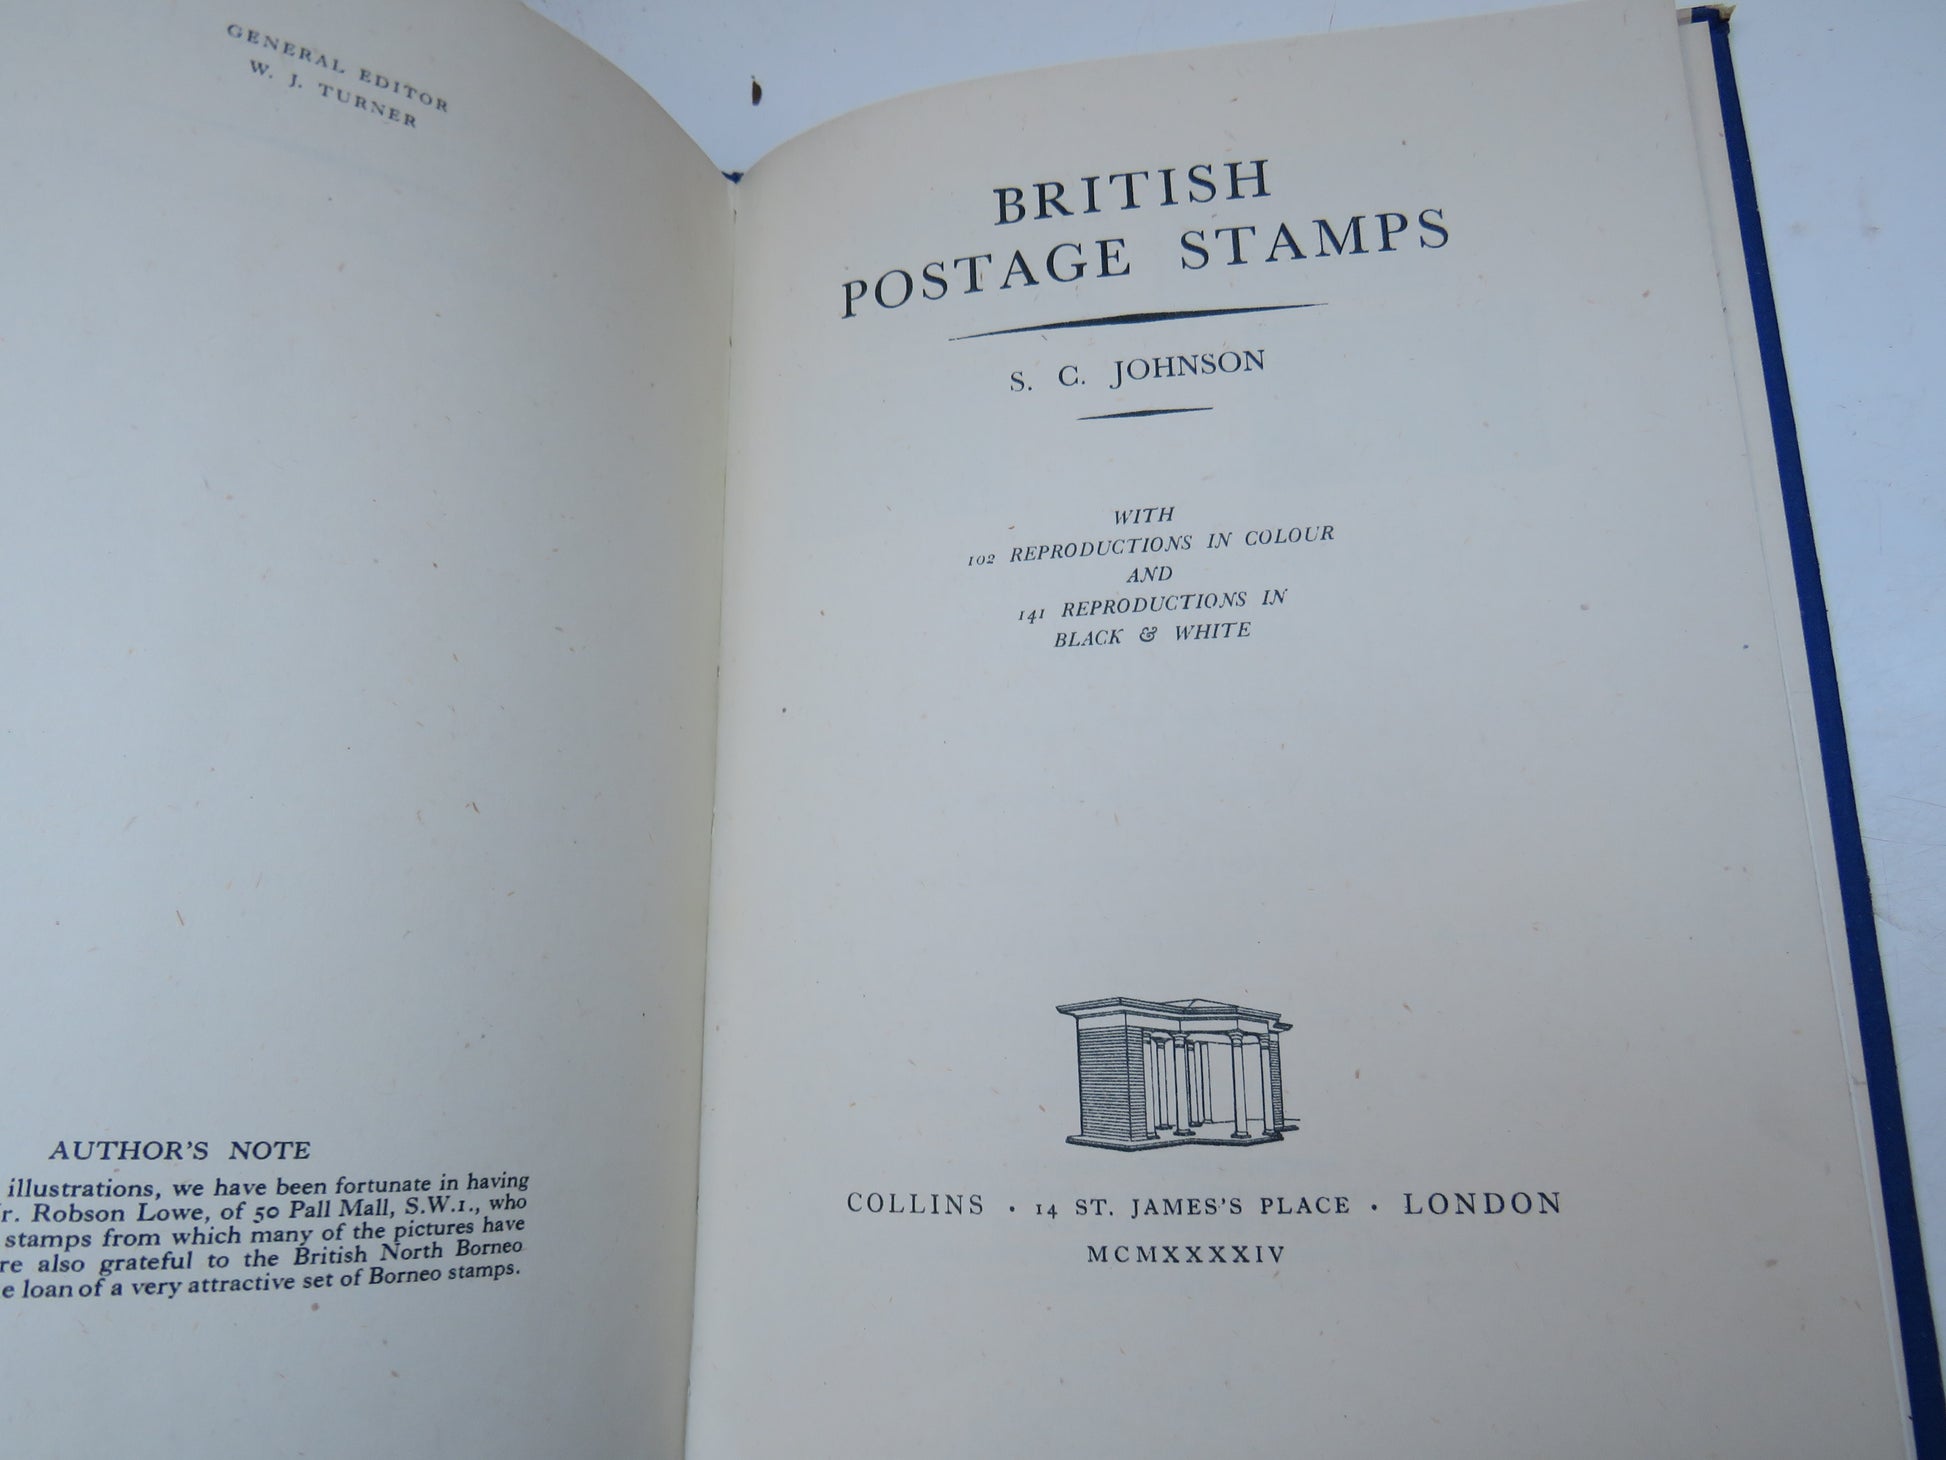 GENERAL EDITOR
W. J. TURNER
AUTHOR'S NOTE
illustrations, we have been fortunate in having
r. Robson Lowe, of 50 Pall Mall, S.W.1., who
stamps from which many of the pictures have
re also grateful to the British North Borneo
e loan of a very attractive set of Borneo stamps.
BRITISH
POSTAGE STAMPS
S. C. JOHNSON
WITH
102 REPRODUCTIONS IN COLOUR
AND
141 REPRODUCTIONS IN
BLACK & WHITE
COLLINS · 14 ST. JAMES'S PLACE · LONDON
MCMXXXXIV